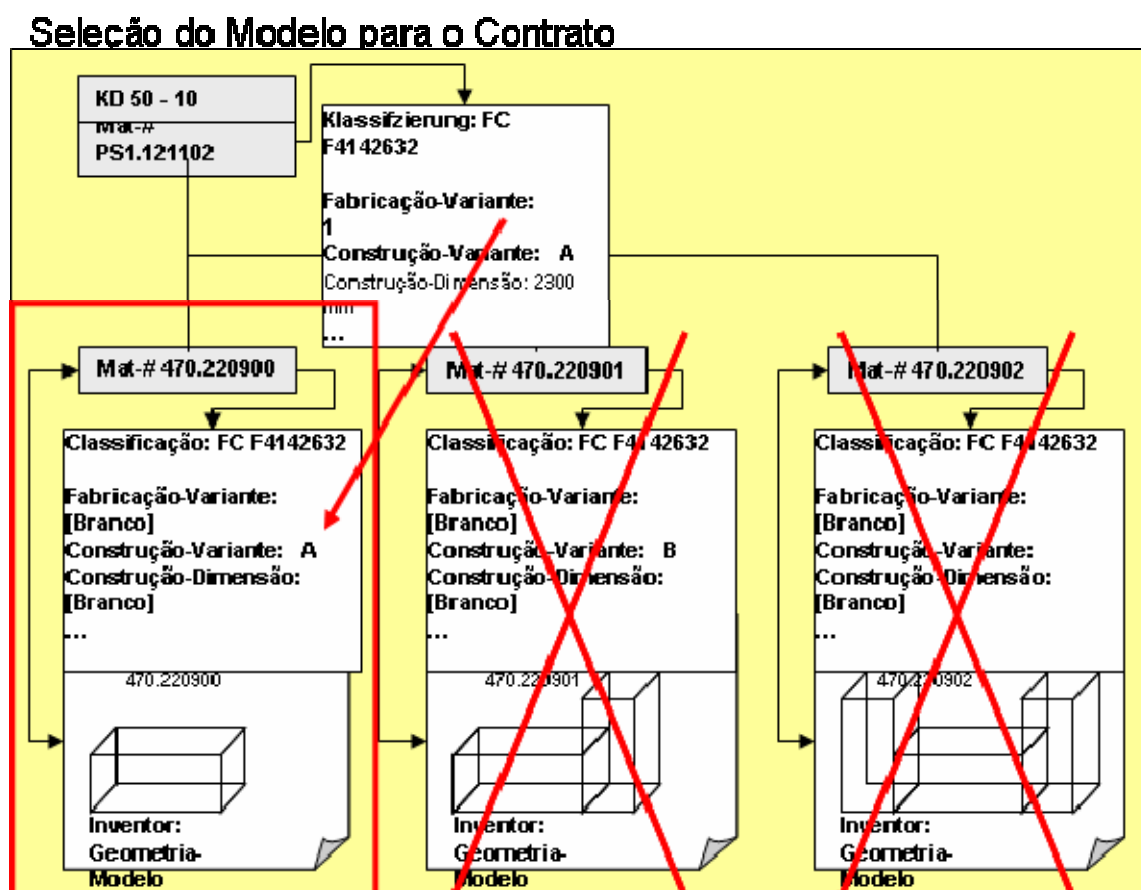 Seleção do Modelo para o Contrato
KD 50 - 10
Mat-#
PS1.121102
Klassifzierung: FC
F4142632
Fabricação-Variante:
1
Construção-Variante: A
Construção-Dimensão: 2300
mm
...
Mat-# 470.220900
Classificação: FC F4142632
Fabricação-Variante:
[Branco]
Construção-Variante: A
Construção-Dimensão:
[Branco]
...
470.220900
Inventor:
Geometria-
Modelo
Mat-# 470.220901
Classificação: FC F4142632
Fabricação-Variante:
[Branco]
Construção-Variante: B
Construção-Dimensão:
[Branco]
...
470.220901
Inventor:
Geometria-
Modelo
Mat-# 470.220902
Classificação: FC F4142632
Fabricação-Variante:
[Branco]
Construção-Variante:
Construção-Dimensão:
[Branco]
...
470.220902
Inventor:
Geometria-
Modelo